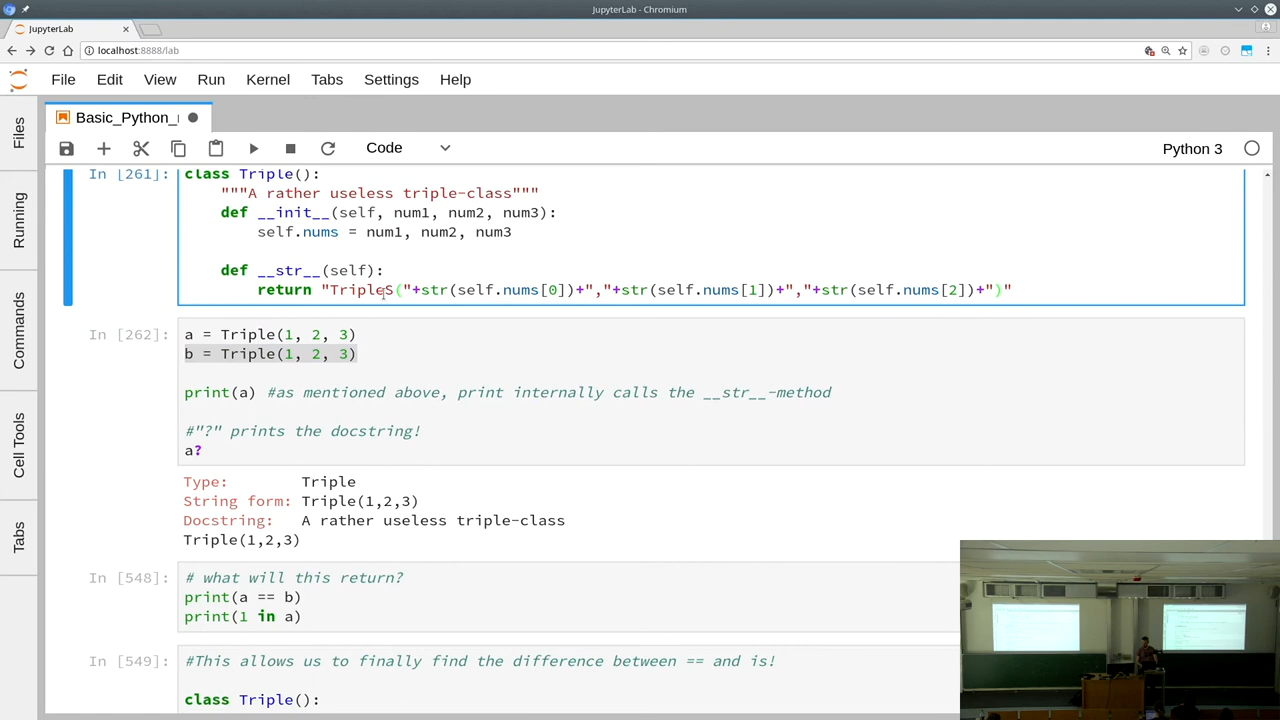 JupyterLab - Chromium
JupyterLab
localhost:8888/lab
File Edit View Run Kernel Tabs Settings Help
Files
Running
Commands
Cell Tools
Tabs
Basic_Python_
Code
Python 3
In [261]:
class Triple():
"""A rather useless triple-class"""
def __init__(self, num1, num2, num3):
self.nums = num1, num2, num3
def __str__(self):
return "TripleS("+str(self.nums[0])+","+str(self.nums[1])+","+str(self.nums[2])+")"
In [262]:
a = Triple(1, 2, 3)
b = Triple(1, 2, 3)
print(a) #as mentioned above, print internally calls the __str__-method
#"?" prints the docstring!
a?
Type: Triple
String form: Triple(1,2,3)
Docstring: A rather useless triple-class
Triple(1,2,3)
In [548]:
# what will this return?
print(a == b)
print(1 in a)
In [549]:
#This allows us to finally find the difference between == and is!
class Triple():